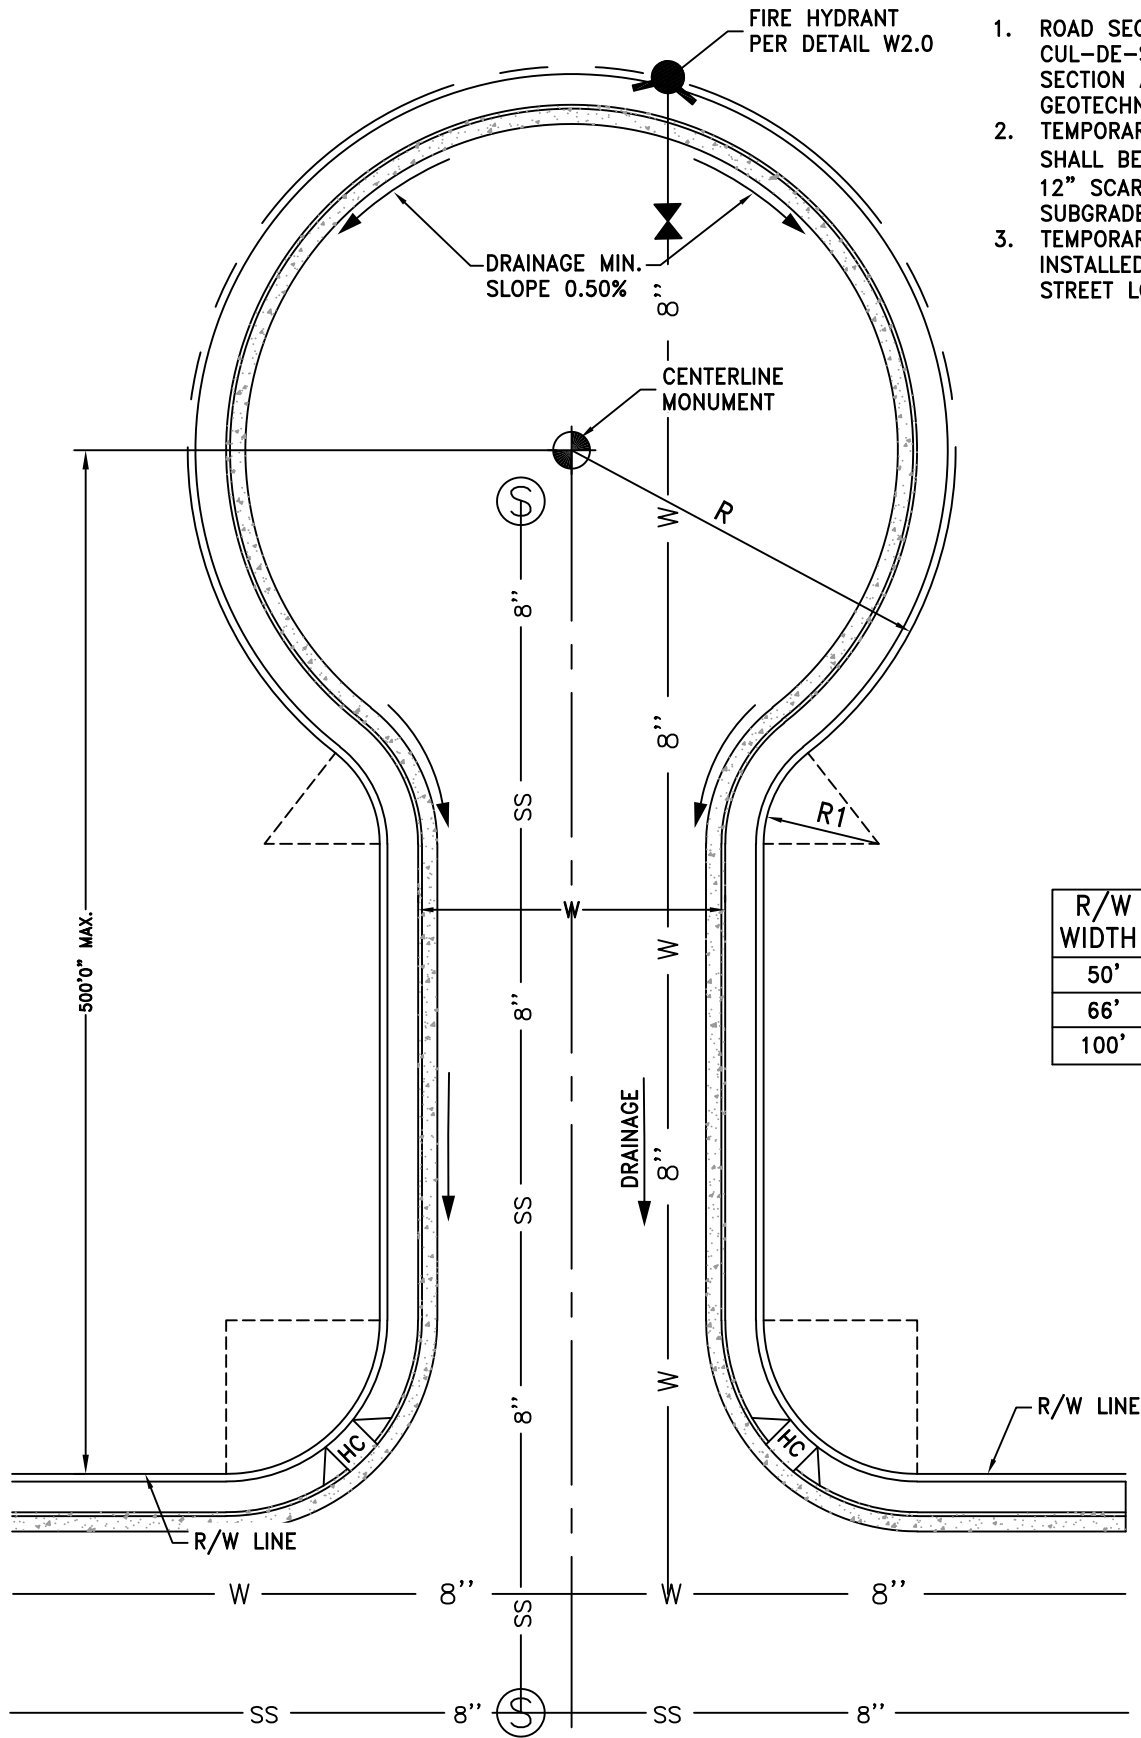 FIRE HYDRANT
PER DETAIL W2.0
1. ROAD SEC
CUL-DE-
SECTION
GEOTECHN
2. TEMPORAR
SHALL BE
12" SCAR
SUBGRADE
3. TEMPORAR
INSTALLED
STREET LO
DRAINAGE MIN.
SLOPE 0.50%
8''
CENTERLINE
MONUMENT
S
R
W
8''
8''
SS
R1
W
W
500'0" MAX.
8''
R/W
WIDTH
50'
66'
100'
DRAINAGE
8''
SS
W
8''
R/W LINE
HC
HC
R/W LINE
W 8'' W 8''
SS
SS 8'' S SS 8''